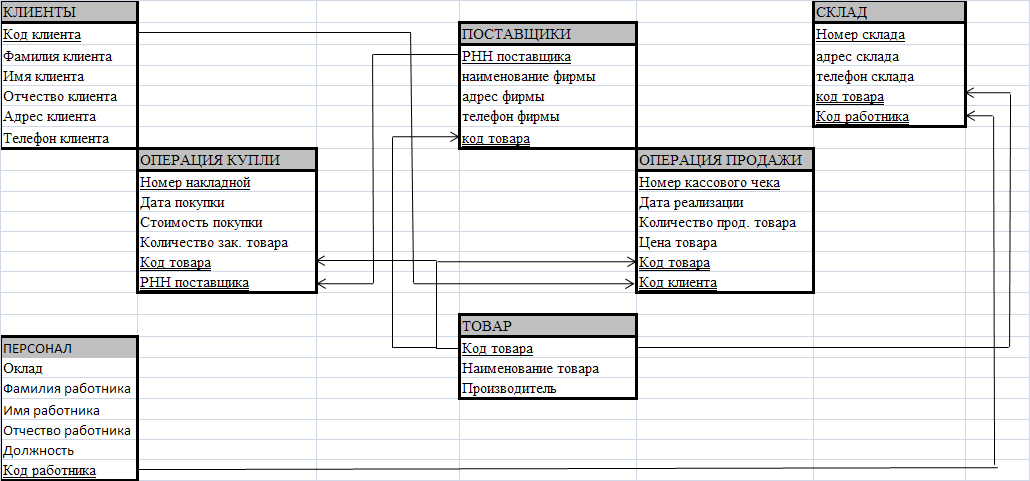 КЛИЕНТЫ
Код клиента
Фамилия клиента
Имя клиента
Отчество клиента
Адрес клиента
Телефон клиента
ПОСТАВЩИКИ
РНН поставщика
наименование фирмы
адрес фирмы
телефон фирмы
код товара
СКЛАД
Номер склада
адрес склада
телефон склада
код товара
Код работника
ОПЕРАЦИЯ КУПЛИ
Номер накладной
Дата покупки
Стоимость покупки
Количество зак. товара
Код товара
РНН поставщика
ОПЕРАЦИЯ ПРОДАЖИ
Номер кассового чека
Дата реализации
Количество прод. товара
Цена товара
Код товара
Код клиента
ТОВАР
Код товара
Наименование товара
Производитель
ПЕРСОНАЛ
Оклад
Фамилия работника
Имя работника
Отчество работника
Должность
Код работника